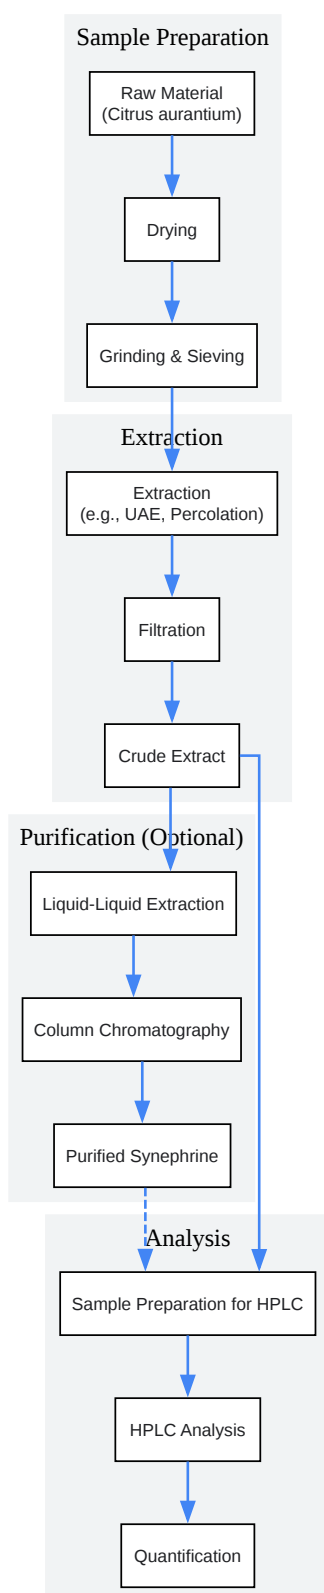 Sample Preparation
Raw Material
(Citrus aurantium)
Drying
Grinding & Sieving
Extraction
Extraction
(e.g., UAE, Percolation)
Filtration
Crude Extract
Purification (Optional)
Liquid-Liquid Extraction
Column Chromatography
Purified Synephrine
Analysis
Sample Preparation for HPLC
HPLC Analysis
Quantification